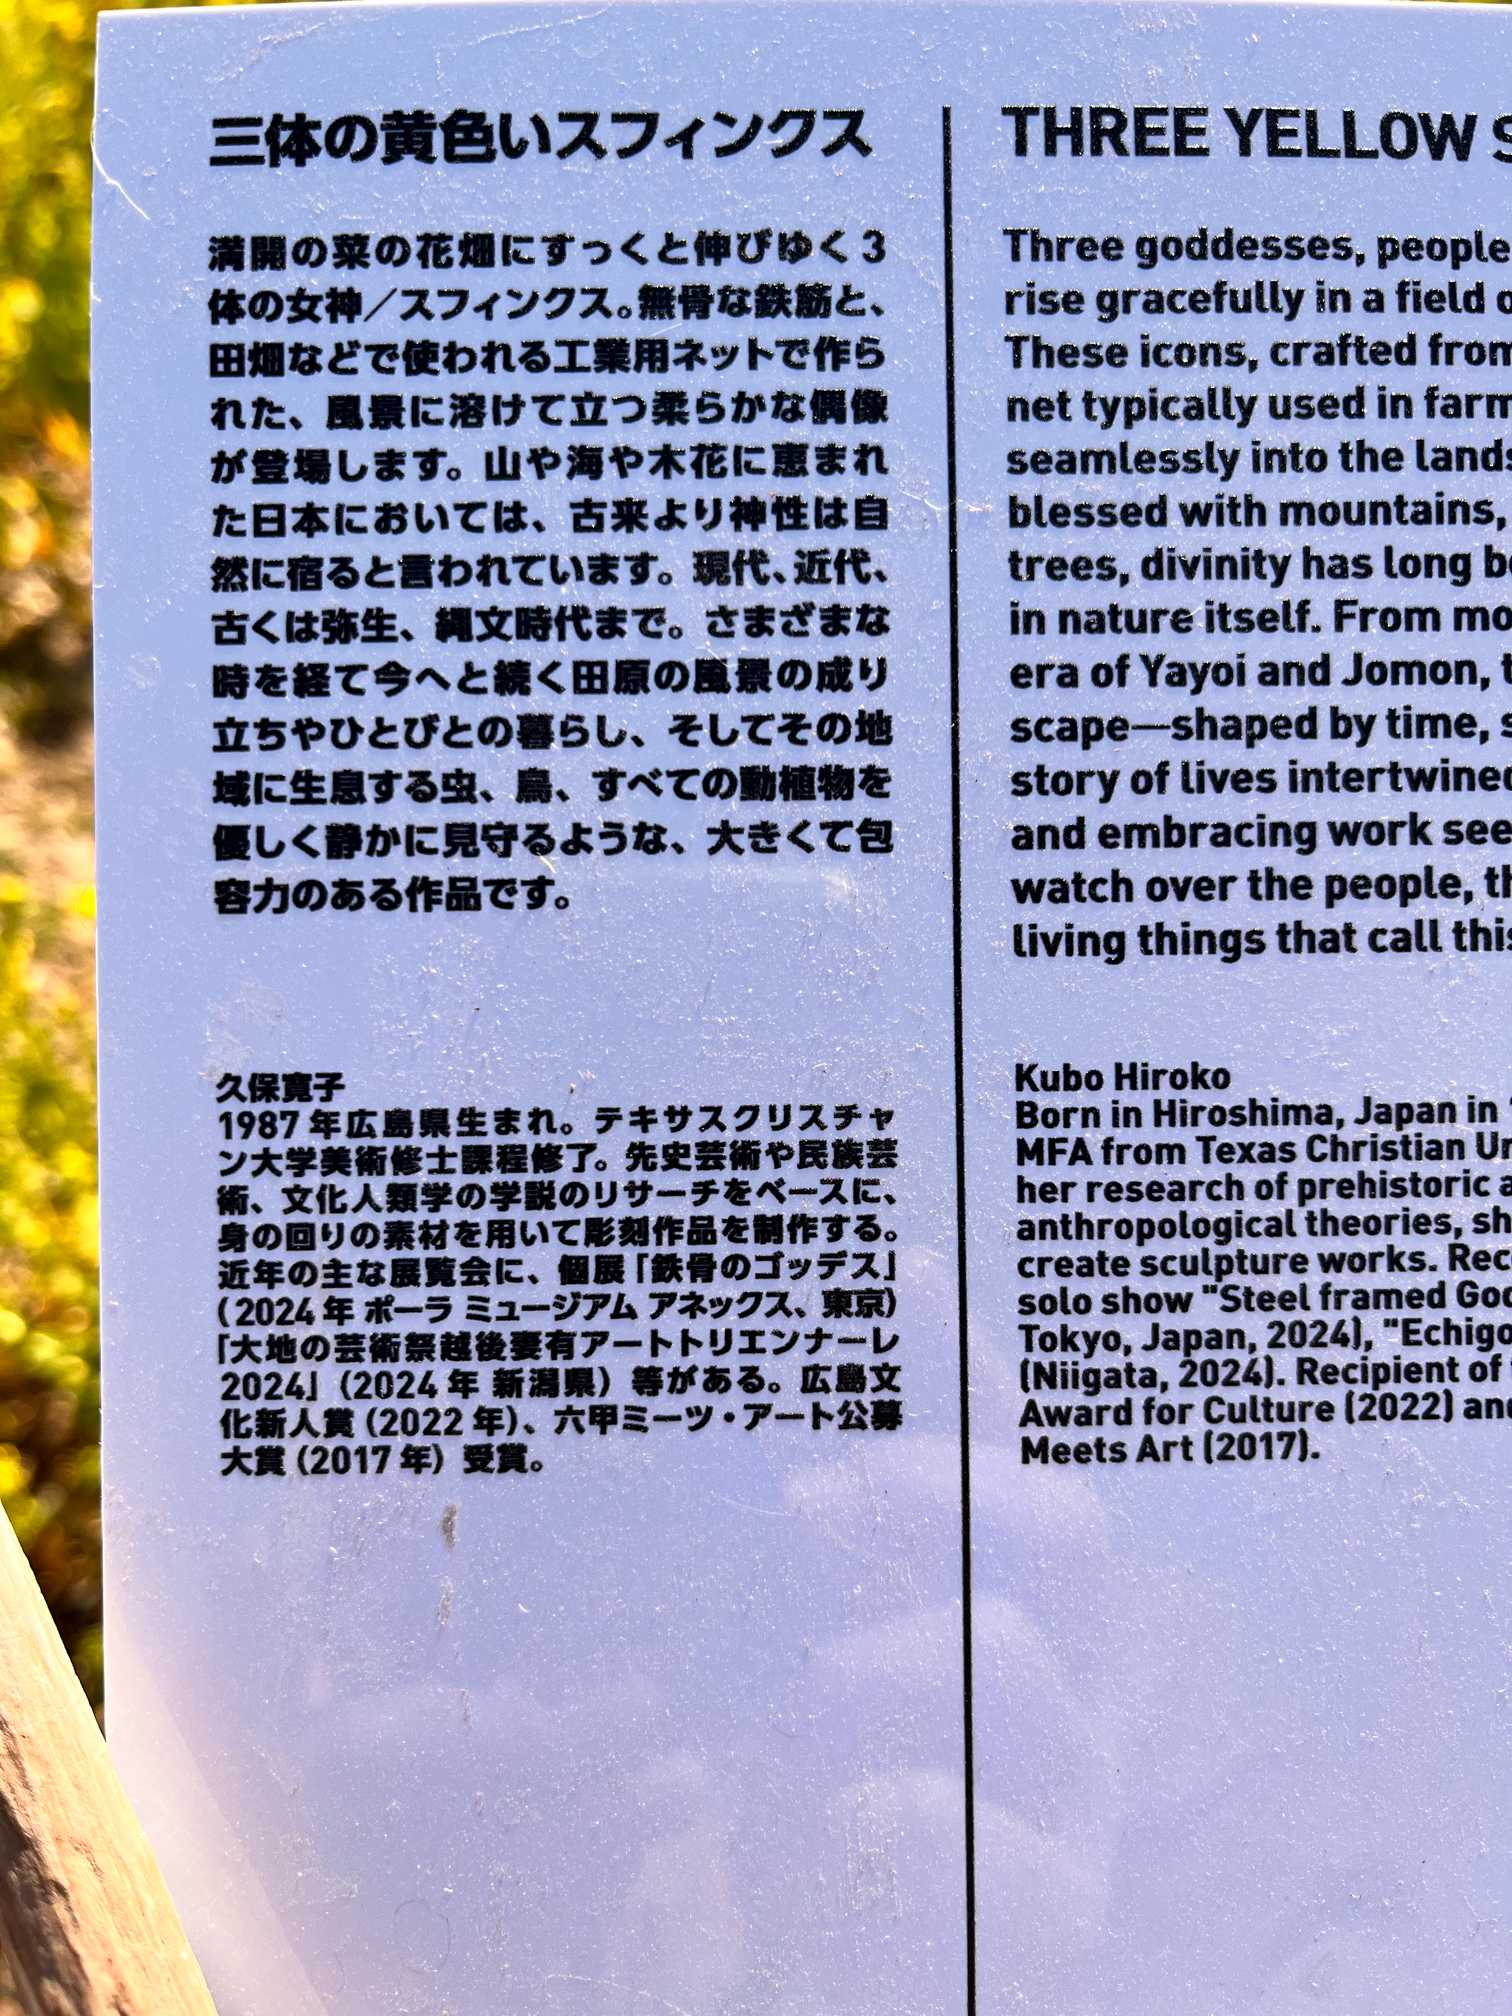 三体の黄色いスフィンクス
満開の菜の花畑にすっくと伸びゆく3
体の女神／スフィンクス。無骨な鉄筋と、
田畑などで使われる工業用ネットで作ら
れた、風景に溶けて立つ柔らかな偶像
が登場します。山や海や木花に恵まれ
た日本においては、古来より神性は自
然に宿ると言われています。現代、近代、
古くは弥生、縄文時代まで。さまざまな
時を経て今へと続く田原の風景の成り
立ちやひとびとの暮らし、そしてその地
域に生息する虫、鳥、すべての動植物を
優しく静かに見守るような、大きくて包
容力のある作品です。
久保寛子
1987年広島県生まれ。テキサスクリスチャ
ン大学美術修士課程修了。先史芸術や民族芸
術、文化人類学の学説のリサーチをベースに、
身の回りの素材を用いて彫刻作品を制作する。
近年の主な展覧会に、個展「鉄骨のゴッデス」
（2024年 ポーラ ミュージアム アネックス、東京）
「大地の芸術祭越後妻有アートトリエンナーレ
2024」（2024年 新潟県）等がある。広島文
化新人賞（2022年）、六甲ミーツ・アート公募
大賞（2017年）受賞。
THREE YELLOW
Three goddesses, people
rise gracefully in a field
These icons, crafted from
net typically used in farm
seamlessly into the lands
blessed with mountains,
trees, divinity has long
in nature itself. From mo
era of Yayoi and Jomon,
scape—shaped by time,
story of lives intertwined
and embracing work see
watch over the people, th
living things that call this
Kubo Hiroko
Born in Hiroshima, Japan in
MFA from Texas Christian Un
her research of prehistoric a
anthropological theories, sh
create sculpture works. Rec
solo show "Steel framed God
Tokyo, Japan, 2024), "Echigo
(Niigata, 2024). Recipient of
Award for Culture (2022) and
Meets Art (2017).